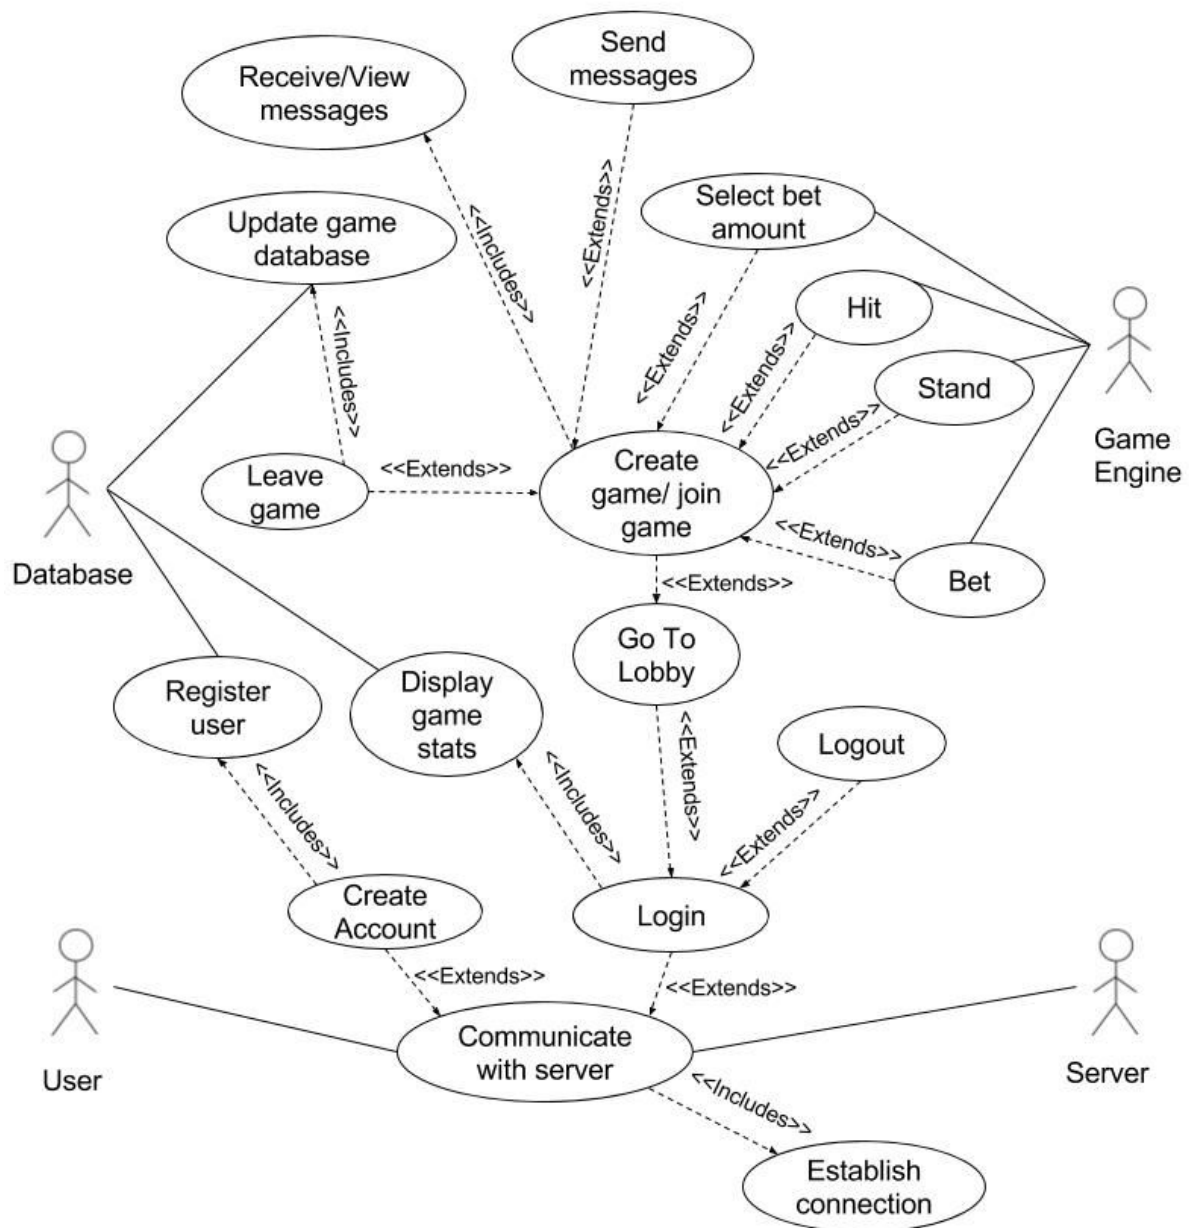 Send
messages
Receive/View
messages
<<Includes>>
<<Extends>>
Select bet
amount
Update game
database
<<Includes>>
<<Extends>>
Hit
<<Extends>>
Stand
<<Extends>>
Game
Engine
Leave
game
<<Extends>>
Create
game/ join
game
<<Extends>>
Bet
Database
<<Extends>>
Go To
Lobby
Register
user
Display
game
stats
<<Extends>>
Logout
<<Includes>>
<<Includes>>
<<Extends>>
Create
Account
Login
<<Extends>>
<<Extends>>
Communicate
with server
User
Server
<<Includes>>
Establish
connection